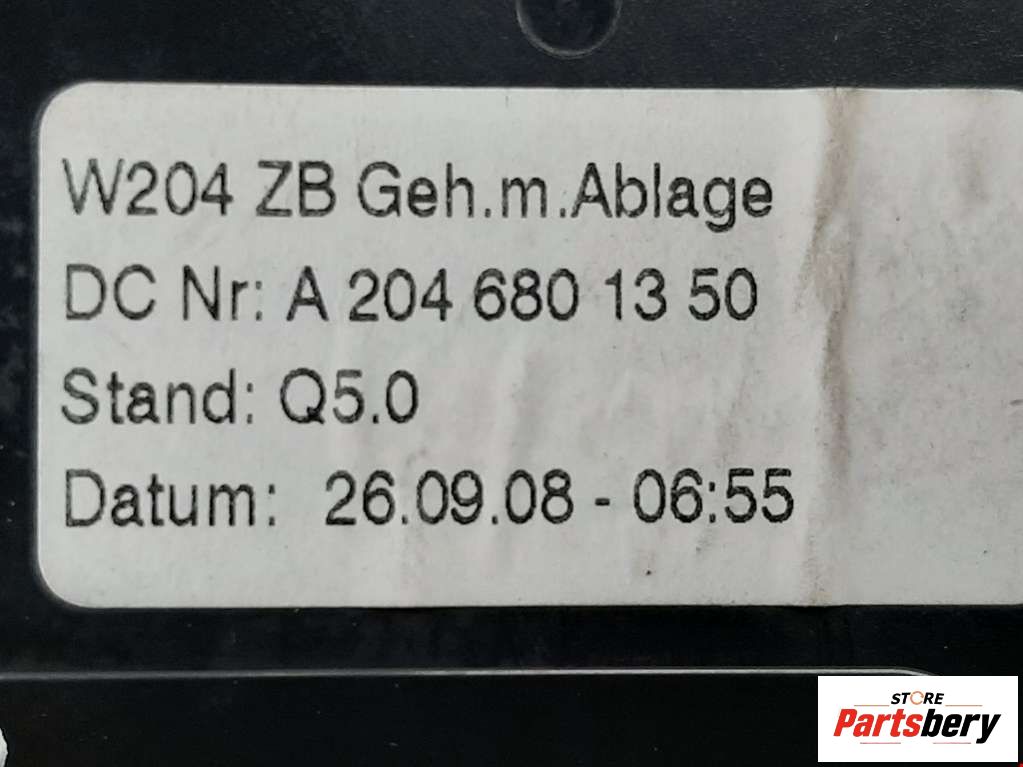 W204 ZB Geh.m.Ablage
DC Nr: A 204 680 13 50
Stand: Q5.0
Datum: 26.09.08 - 06:55
STORE
Partsbery